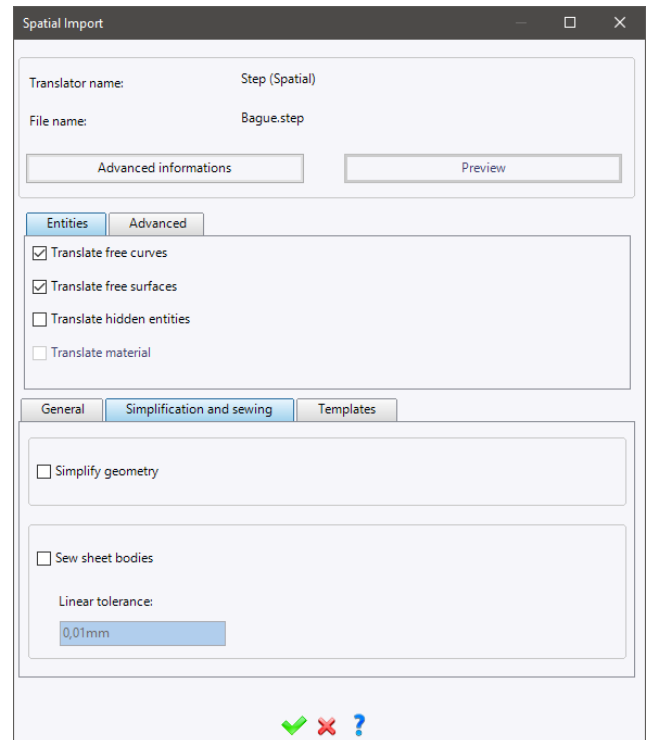 Spatial Import
Translator name: Step (Spatial)
File name: Bague.step
Advanced informations Preview
Entities Advanced
Translate free curves
Translate free surfaces
Translate hidden entities
Translate material
General Simplification and sewing Templates
Simplify geometry
Sew sheet bodies
Linear tolerance:
0,01mm